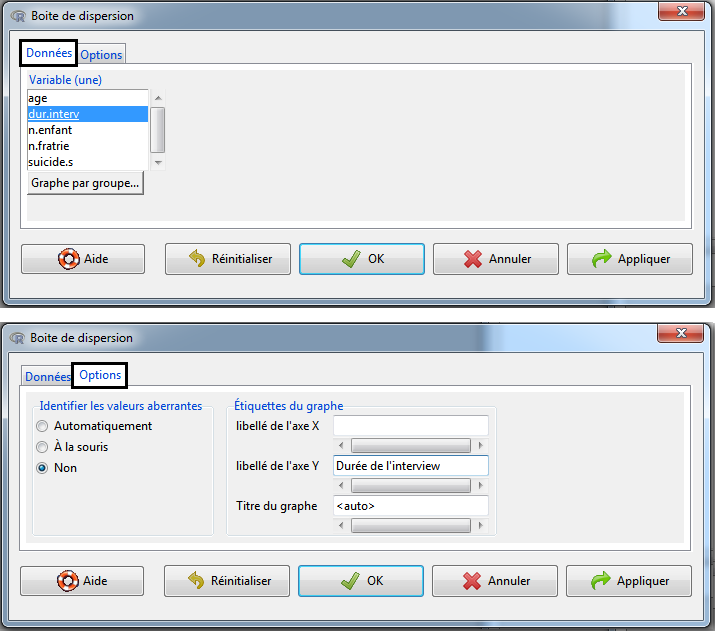 Boite de dispersion
Données Options
Variable (une)
age
dur.interv
n.enfant
n.fratrie
suicide.s
Graphe par groupe...
Aide Réinitialiser OK Annuler Appliquer
Boite de dispersion
Données Options
Identifier les valeurs aberrantes
Automatiquement
À la souris
Non
Étiquettes du graphe
libellé de l'axe X
libellé de l'axe Y Durée de l'interview
Titre du graphe <auto>
Aide Réinitialiser OK Annuler Appliquer